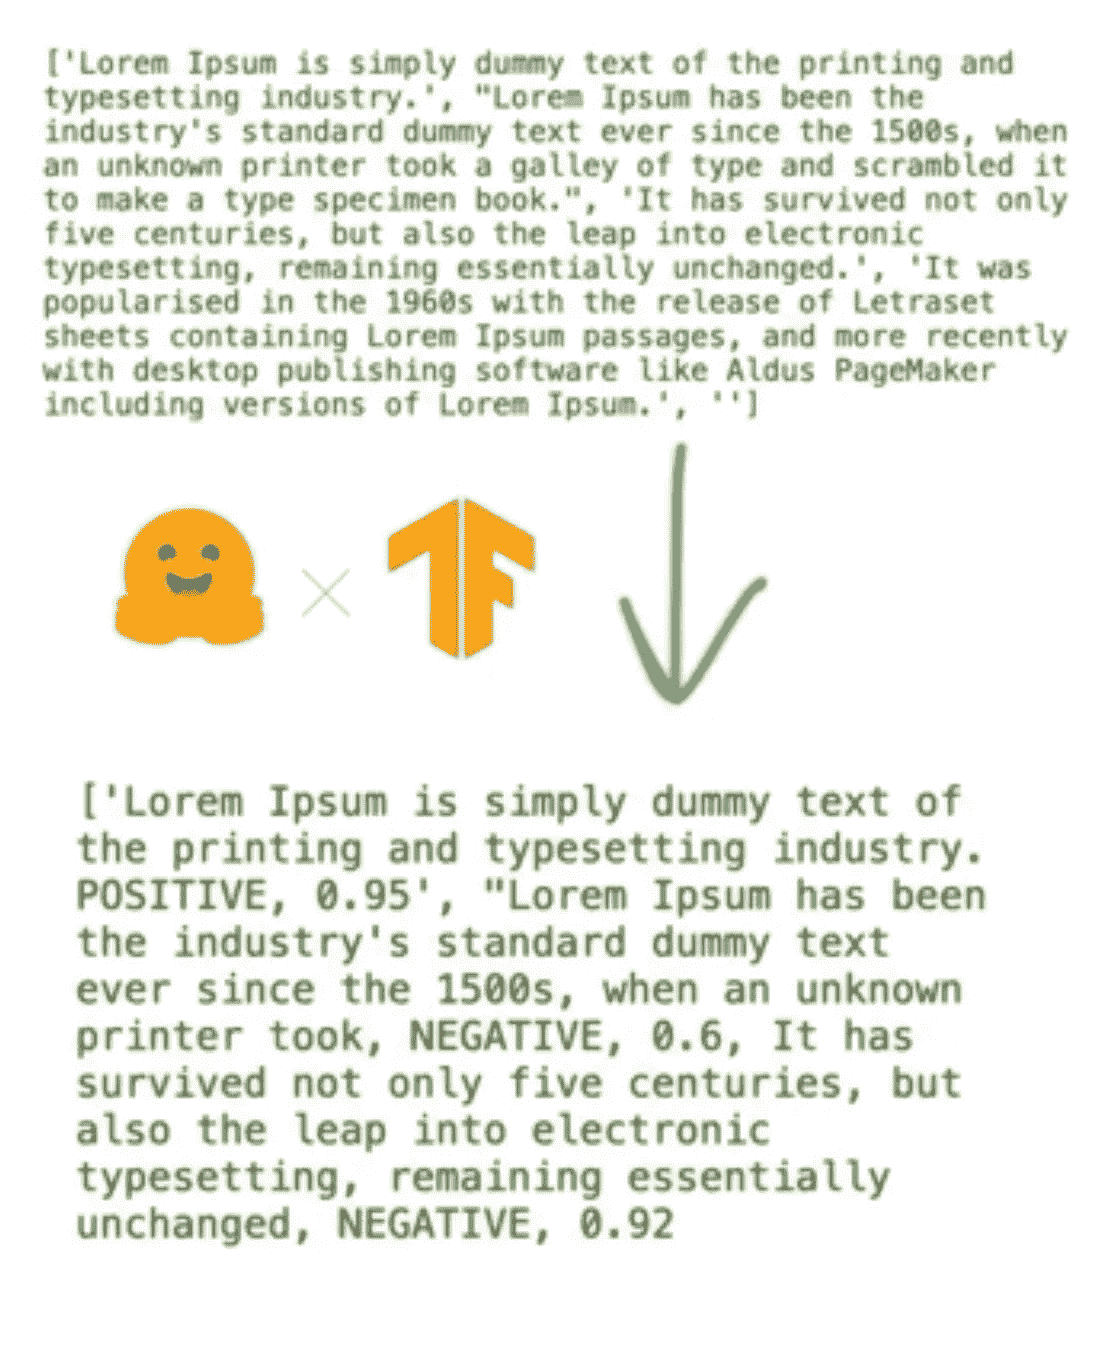 ['Lorem Ipsum is simply dummy text of the printing and
typesetting industry.', "Lorem Ipsum has been the
industry's standard dummy text ever since the 1500s, when
an unknown printer took a galley of type and scrambled it
to make a type specimen book.", 'It has survived not only
five centuries, but also the leap into electronic
typesetting, remaining essentially unchanged.', 'It was
popularised in the 1960s with the release of Letraset
sheets containing Lorem Ipsum passages, and more recently
with desktop publishing software like Aldus PageMaker
including versions of Lorem Ipsum.', '']
['Lorem Ipsum is simply dummy text of
the printing and typesetting industry.
POSITIVE, 0.95', "Lorem Ipsum has been
the industry's standard dummy text
ever since the 1500s, when an unknown
printer took, NEGATIVE, 0.6, It has
survived not only five centuries, but
also the leap into electronic
typesetting, remaining essentially
unchanged, NEGATIVE, 0.92